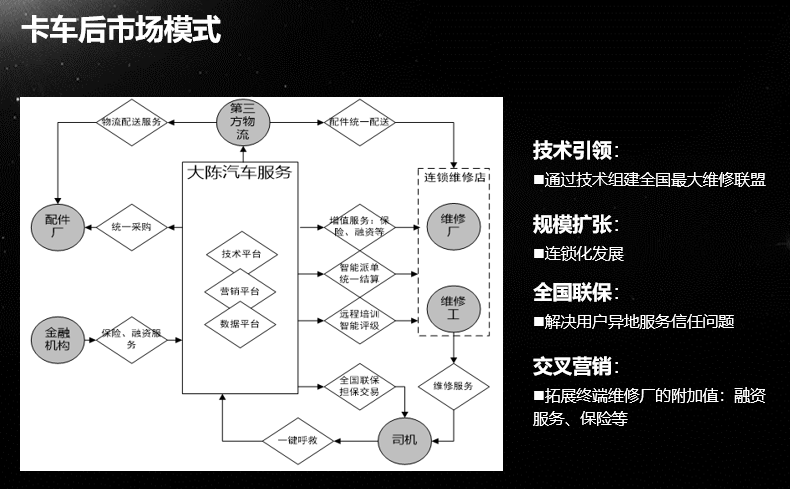 卡车后市场模式
物流配送服务
第三
方物
流
配件统一配送
大陈汽车服务
连锁维修店
配件
厂
统一采购
增值服务：保
险、融资等
维修
厂
技术平台
智能派单
统一结算
营销平台
维修
工
数据平台
远程培训
智能评级
金融
机构
保险、融资服
务
全国联保
担保交易
维修服务
一键呼救
司机
技术引领：
■通过技术组建全国最大维修联盟
规模扩张：
■连锁化发展
全国联保：
■解决用户异地服务信任问题
交叉营销：
■拓展终端维修厂的附加值：融资
服务、保险等